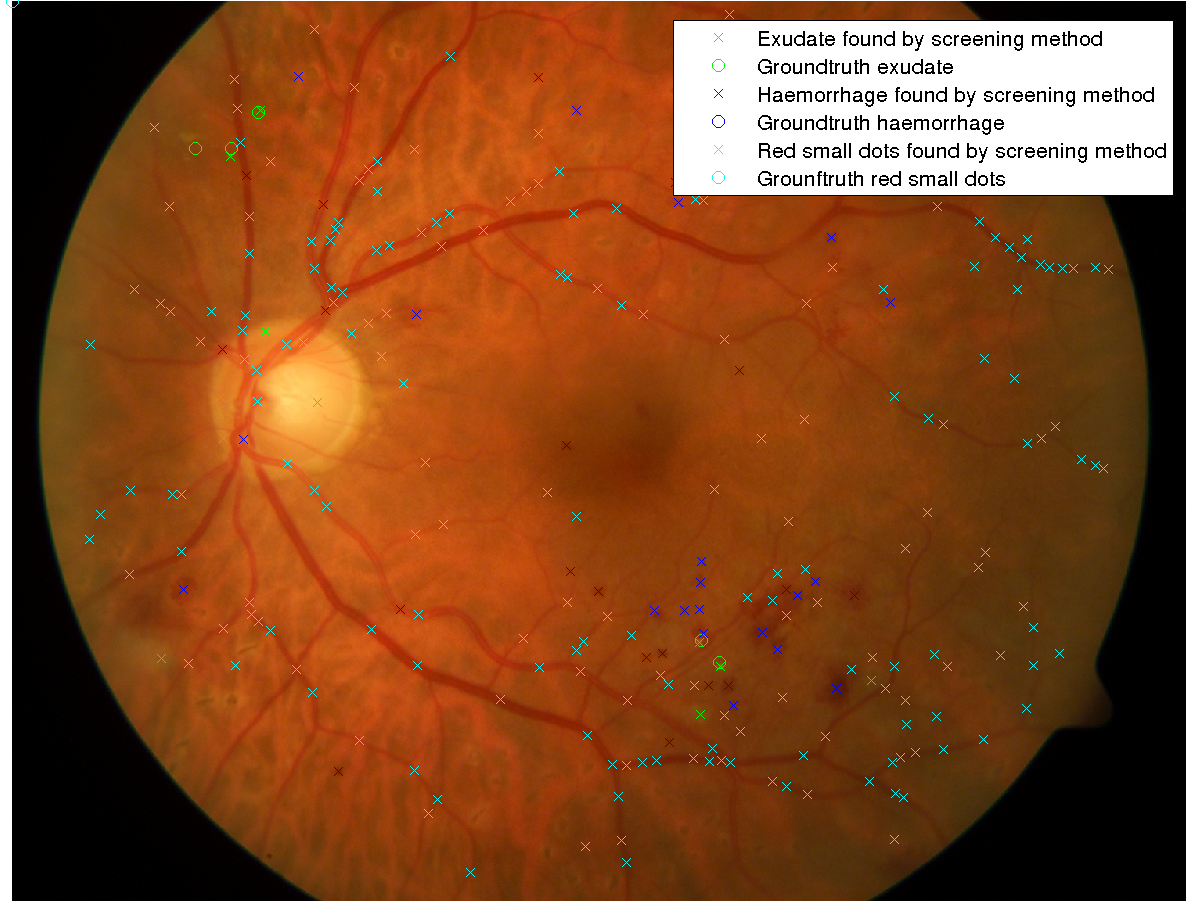 Exudate found by screening method
Groundtruth exudate
Haemorrhage found by screening method
Groundtruth haemorrhage
Red small dots found by screening method
Grounftruth red small dots